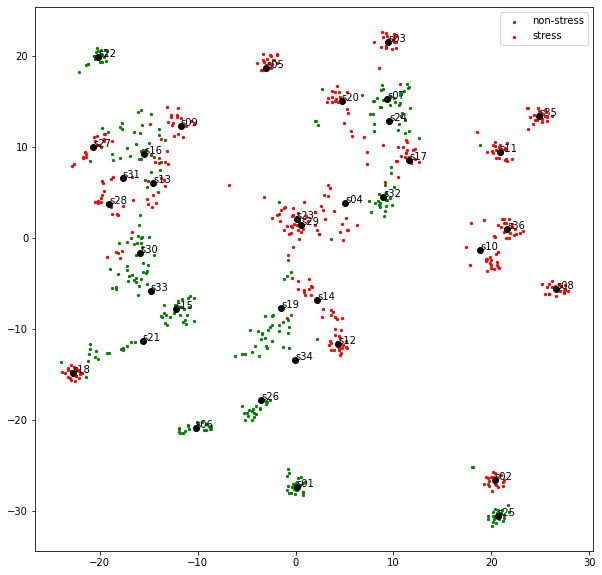 non-stress
stress
s03
s22
s05
20
s20
s07
s35
s24
s09
s27
s16
s11
s17
s31
s13
s32
s28
s04
s23
s29
s36
0
s30
s10
s33
s08
s14
s15
s19
-10
s21
s12
s34
s18
s26
-20
s06
s02
s01
-30
s25
-20
-10
0
10
20
30
10